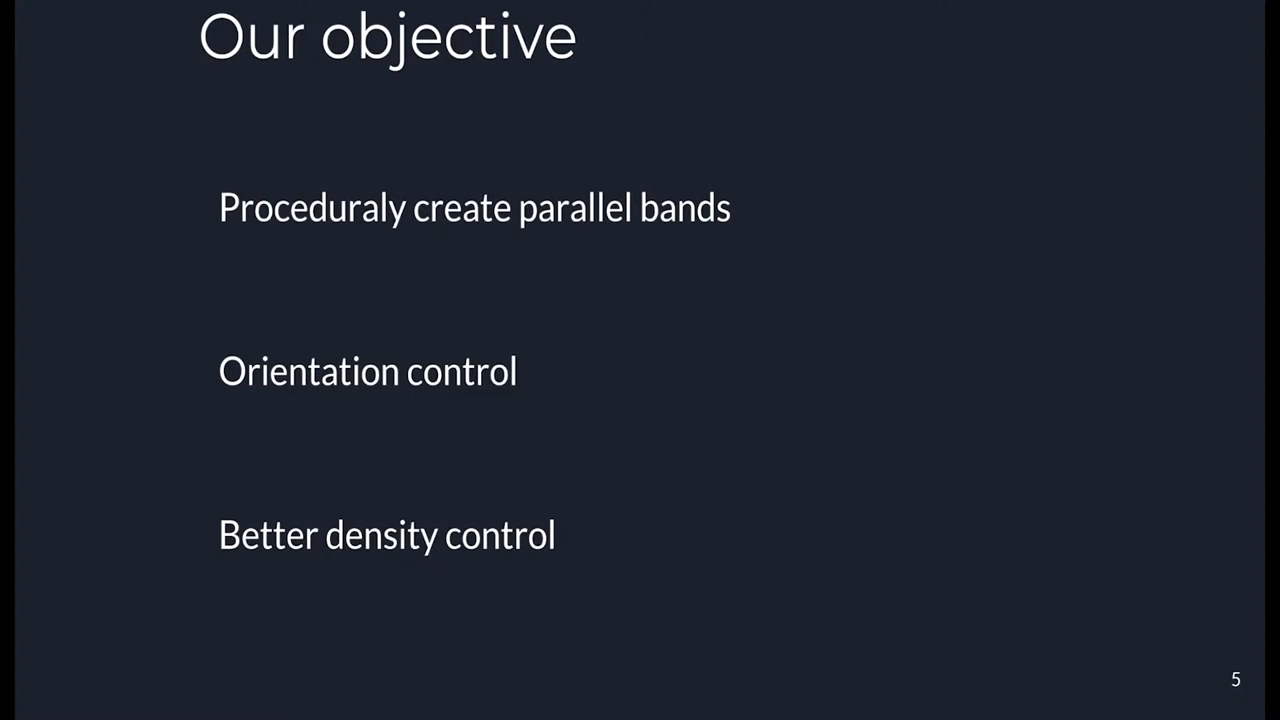 Our objective
Proceduraly create parallel bands
Orientation control
Better density control
5